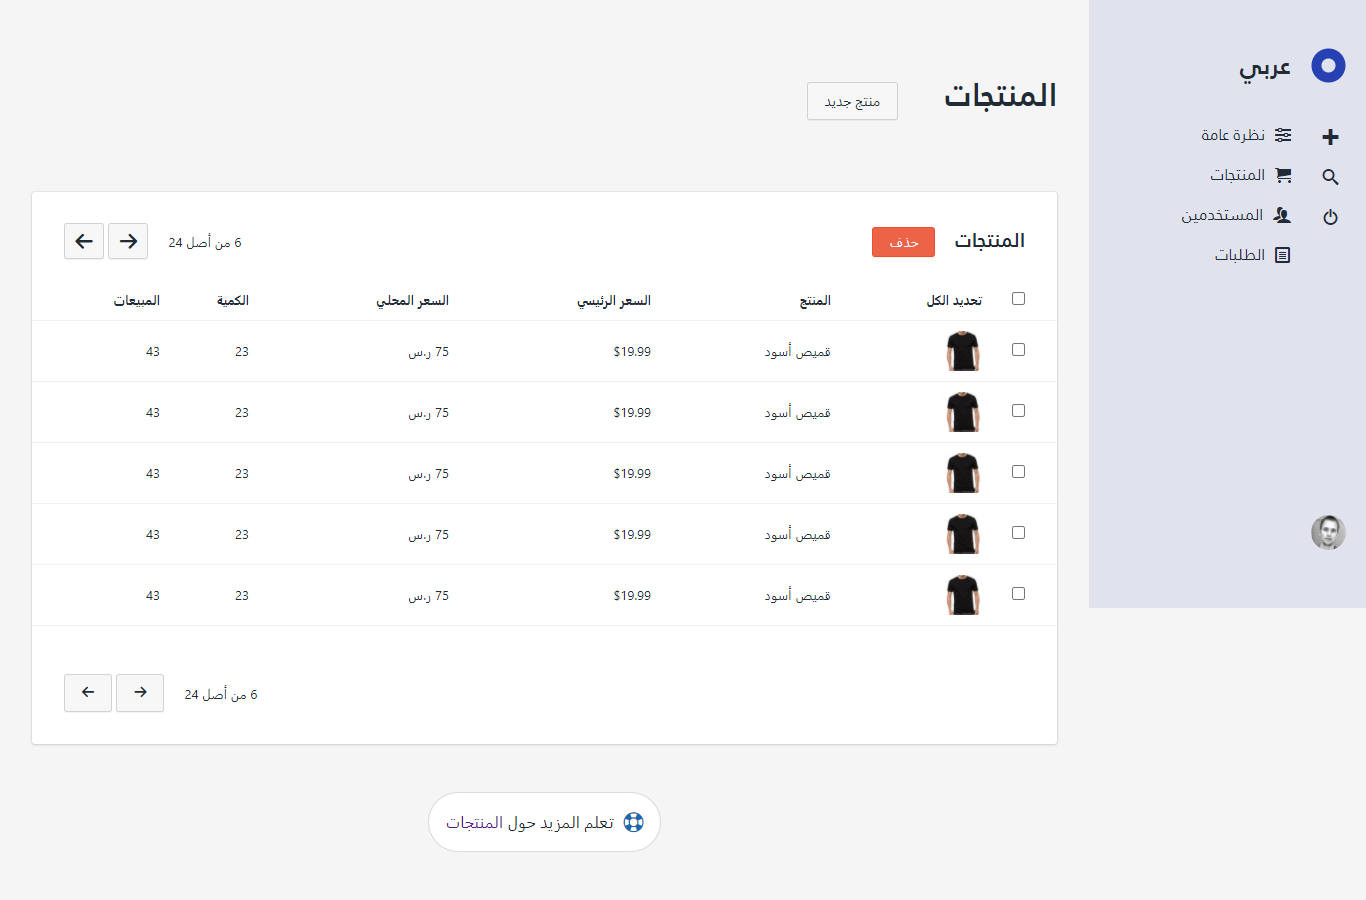 عربي
نظرة عامة
المنتجات
المستخدمين
الطلبات
المنتجات
منتج جديد
المنتجات
حذف
6 من أصل 24
تحديد الكل المنتج السعر الرئيسي السعر المحلي الكمية المبيعات
قميص أسود $19.99 75 ر.س 23 43
قميص أسود $19.99 75 ر.س 23 43
قميص أسود $19.99 75 ر.س 23 43
قميص أسود $19.99 75 ر.س 23 43
قميص أسود $19.99 75 ر.س 23 43
6 من أصل 24
تعلم المزيد حول المنتجات